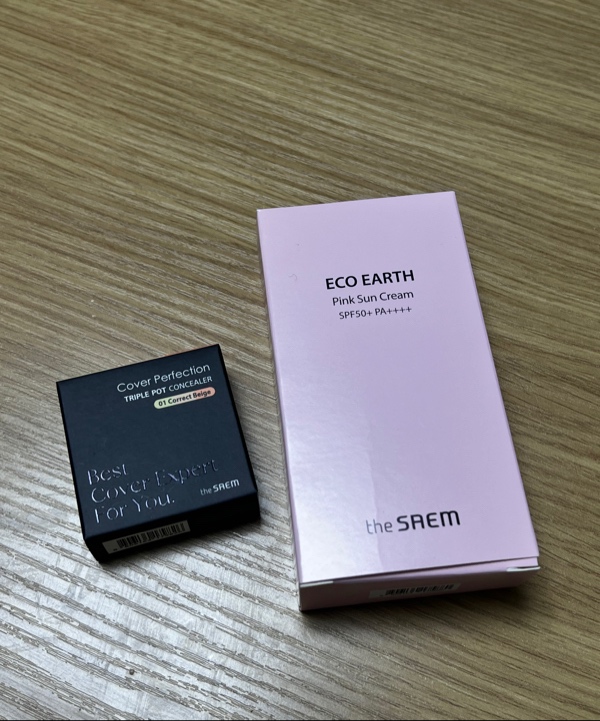 Cover Perfection
TRIPLE POT CONCEALER
01 Correct Beige
Best
Cover Expert
For You.
the SAEM
ECO EARTH
Pink Sun Cream
SPF50+ PA++++
the SAEM